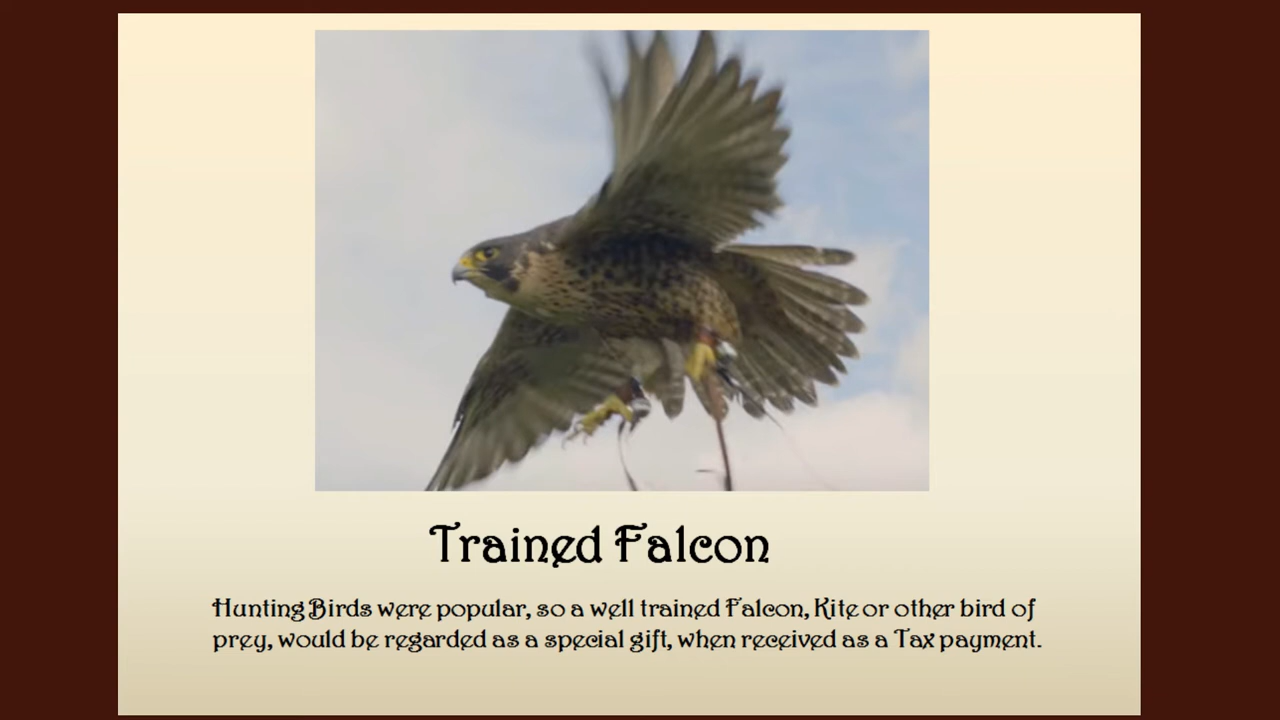 Trained Falcon
Hunting Birds were popular, so a well trained Falcon, Kite or other bird of
prey, would be regarded as a special gift, when received as a Tax payment.